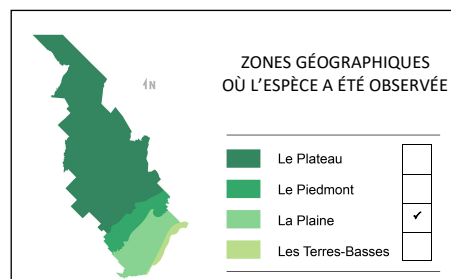 ZONES GÉOGRAPHIQUES
OÙ L'ESPÈCE A ÉTÉ OBSERVÉE
N
Le Plateau
Le Piedmont
La Plaine ✓
Les Terres-Basses